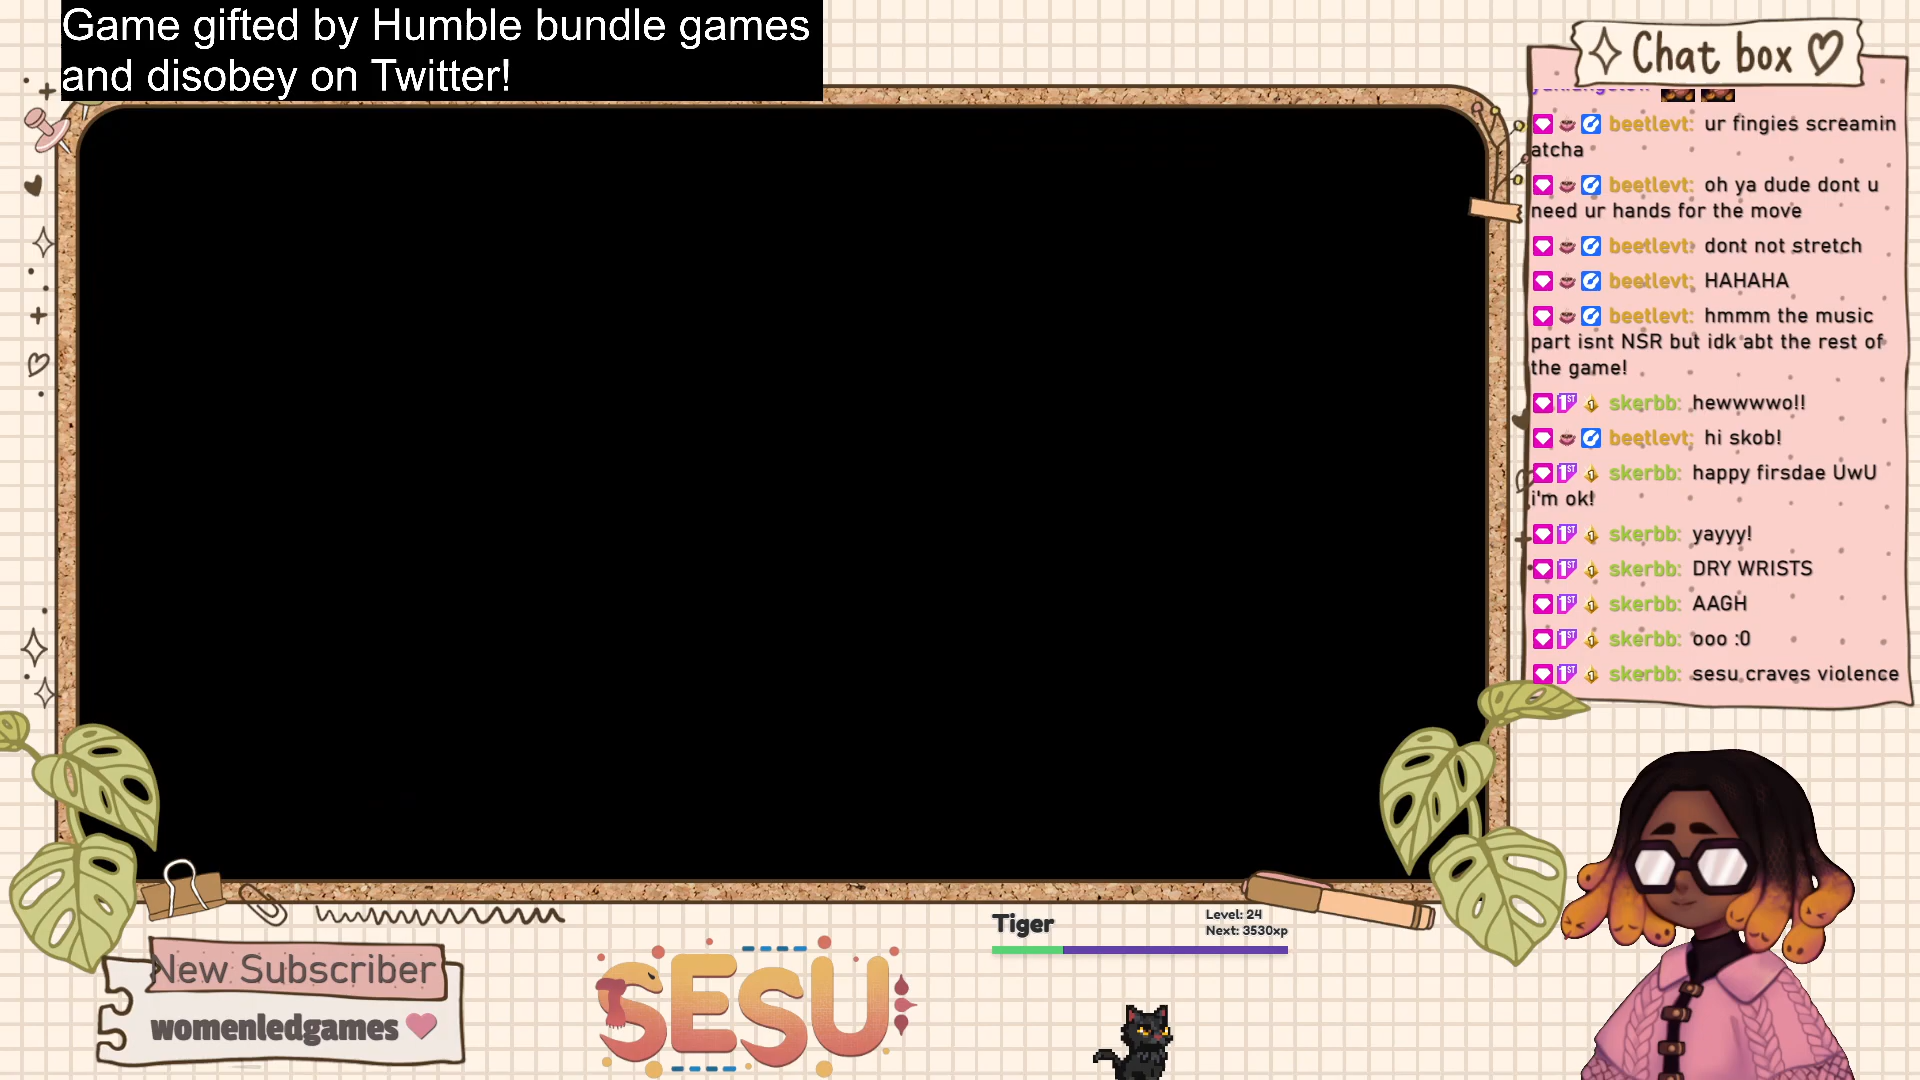 Game gifted by Humble bundle games
and disobey on Twitter!
Chat box
beetlevt: ur fingies screamin
atcha
beetlevt: oh ya dude dont u
need ur hands for the move
beetlevt: dont not stretch
beetlevt: HAHAHA
beetlevt: hmmm the music
part isnt NSR but idk abt the rest of
the game!
skerbb: hewwwwo!!
beetlevt: hi skob!
skerbb: happy firsdae UwU
i'm ok!
skerbb: yayyy!
skerbb: DRY WRISTS
skerbb: AAGH
skerbb: ooo :0
skerbb: sesu craves violence
Tiger
Level: 24
Next: 3530xp
New Subscriber
womenledgames
SESU